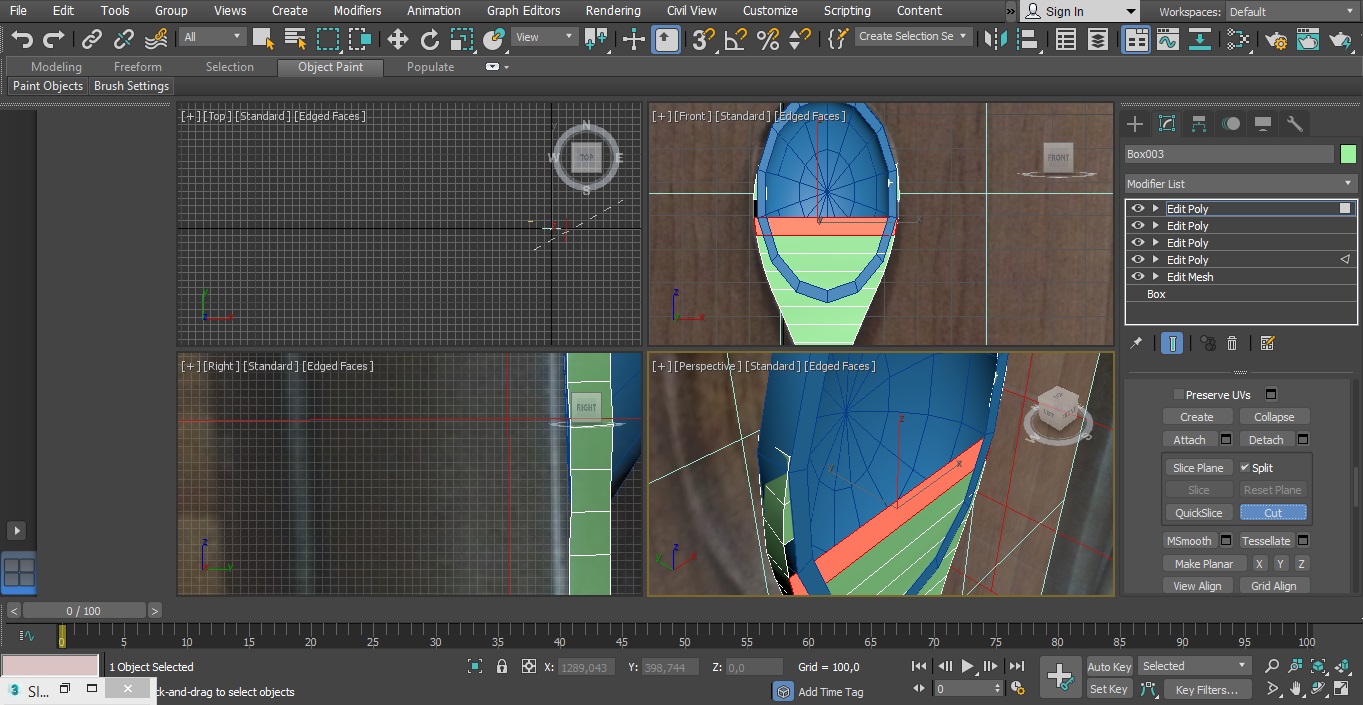 File Edit Tools Group Views Create Modifiers Animation Graph Editors Rendering Civil View Customize Scripting Content » Sign In Workspaces: Default
All View Create Selection Se
Modeling Freeform Selection Object Paint Populate
Paint Objects Brush Settings
[+] [Top] [Standard] [Edged Faces]
N
W TOP E
S
[+] [Front] [Standard] [Edged Faces]
FRONT
z
x
y
x
z
x
[+] [Right] [Standard] [Edged Faces]
RIGHT
z
y
[+] [Perspective] [Standard] [Edged Faces]
z
x
y
z
Box003
Modifier List
Edit Poly
Edit Poly
Edit Poly
Edit Poly
Edit Mesh
Box
Preserve UVs
Create Collapse
Attach Detach
Slice Plane Split
Slice Reset Plane
QuickSlice Cut
MSmooth Tessellate
Make Planar X Y Z
View Align Grid Align
< 0 / 100 >
0 5 10 15 20 25 30 35 40 45 50 55 60 65 70 75 80 85 90 95 100
1 Object Selected X: 1289,043 Y: 398,744 Z: 0,0 Grid = 100,0 Auto Key Selected
3 Sl... ck-and-drag to select objects Add Time Tag 0 Set Key Key Filters...